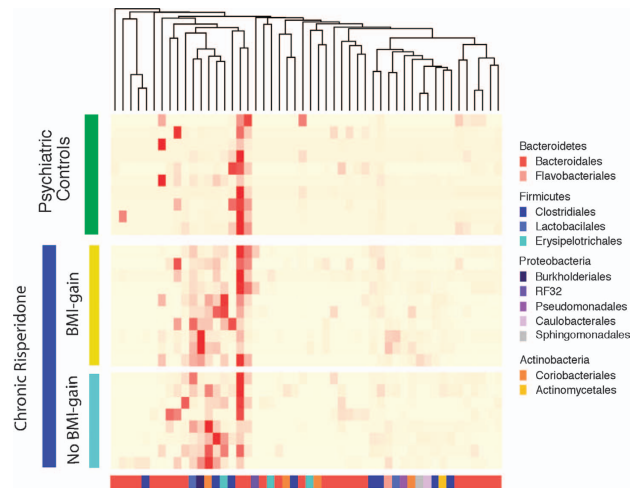 Psychiatric
Controls
Chronic Risperidone
BMI-gain
No BMI-gain
Bacteroidetes
Bacteroidales
Flavobacteriales
Firmicutes
Clostridiales
Lactobacilales
Erysipelotrichales
Proteobacteria
Burkholderiales
RF32
Pseudomonadales
Caulobacterales
Sphingomonadales
Actinobacteria
Coriobacteriales
Actinomycetales